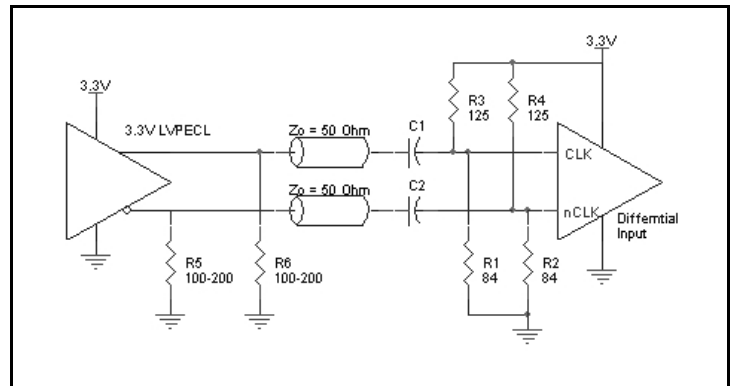 3.3V
3.3V
3.3V LVPECL
Zo = 50 Ohm
C1
R3
125
R4
125
CLK
Zo = 50 Ohm
C2
nCLK
Differntial
Input
R5
100-200
R6
100-200
R1
84
R2
84